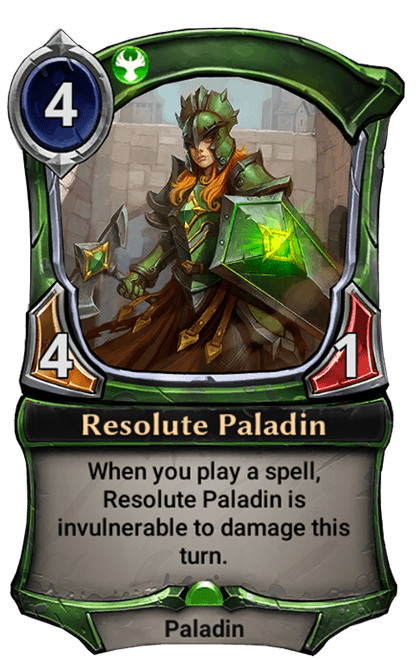 4
4
1
Resolute Paladin
When you play a spell,
Resolute Paladin is
invulnerable to damage this
turn.
Paladin